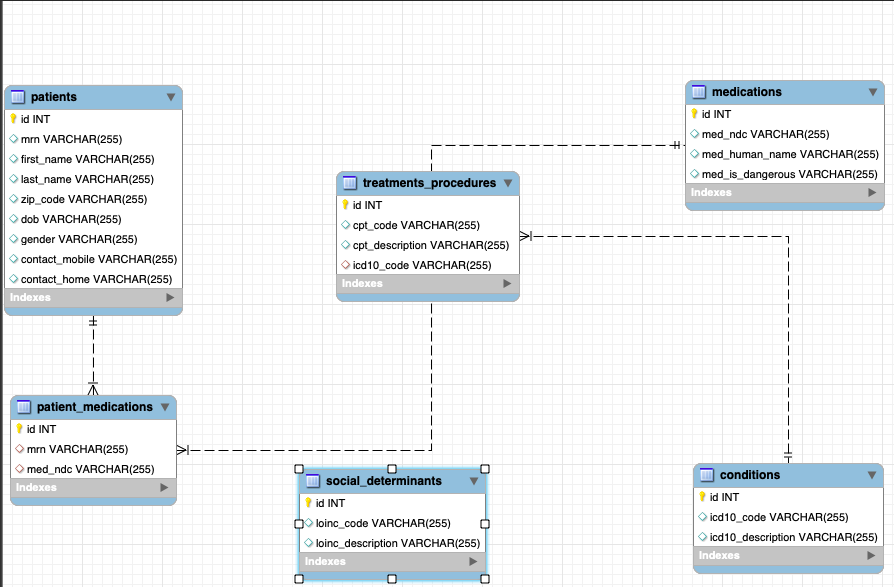 patients
id INT
mrn VARCHAR(255)
first_name VARCHAR(255)
last_name VARCHAR(255)
zip_code VARCHAR(255)
dob VARCHAR(255)
gender VARCHAR(255)
contact_mobile VARCHAR(255)
contact_home VARCHAR(255)
Indexes
medications
id INT
med_ndc VARCHAR(255)
med_human_name VARCHAR(255)
med_is_dangerous VARCHAR(255)
Indexes
treatments_procedures
id INT
cpt_code VARCHAR(255)
cpt_description VARCHAR(255)
icd10_code VARCHAR(255)
Indexes
patient_medications
id INT
mrn VARCHAR(255)
med_ndc VARCHAR(255)
Indexes
social_determinants
id INT
loinc_code VARCHAR(255)
loinc_description VARCHAR(255)
Indexes
conditions
id INT
icd10_code VARCHAR(255)
icd10_description VARCHAR(255)
Indexes